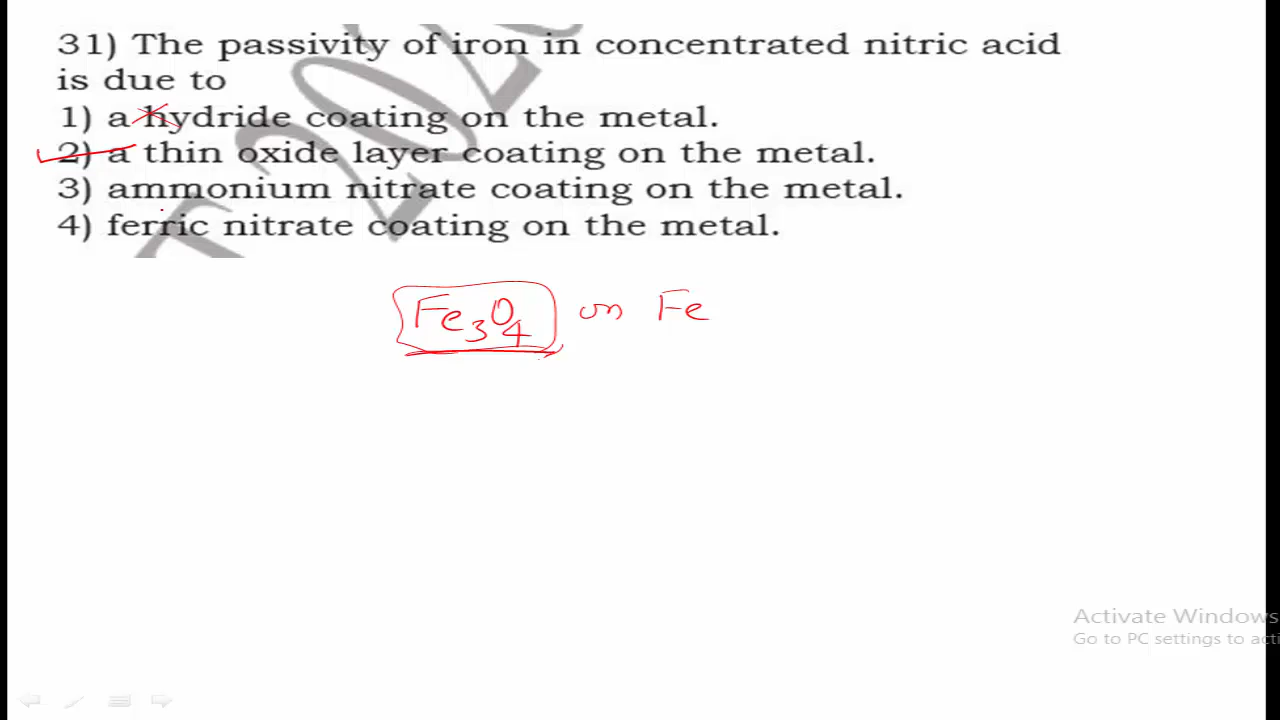 31) The passivity of iron in concentrated nitric acid
is due to
1) a hydride coating on the metal.
2) a thin oxide layer coating on the metal.
3) ammonium nitrate coating on the metal.
4) ferric nitrate coating on the metal.
Fe3O4 on Fe
Activate Windows
Go to PC settings to acti